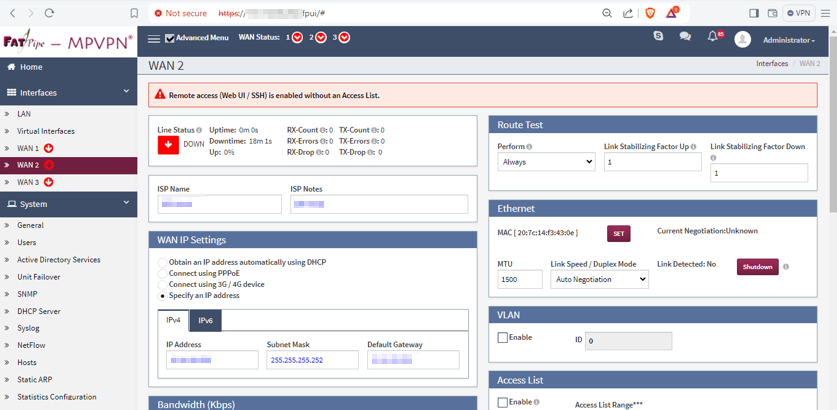 Not secure https:// fpui/# VPN
FATPipe – MPVPN®
Advanced Menu WAN Status: 1 2 3 Administrator
Home
Interfaces
LAN
Virtual Interfaces
WAN 1
WAN 2
WAN 3
System
General
Users
Active Directory Services
Unit Failover
SNMP
DHCP Server
Syslog
NetFlow
Hosts
Static ARP
Statistics Configuration
WAN 2 Interfaces / WAN 2
Remote access (Web UI / SSH) is enabled without an Access List.
Line Status Uptime: 0m 0s RX-Count : 0 TX-Count : 0
DOWN Downtime: 18m 1s RX-Errors : 0 TX-Errors : 0
Up: 0% RX-Drop : 0 TX-Drop : 0
ISP Name ISP Notes
WAN IP Settings
Obtain an IP address automatically using DHCP
Connect using PPPoE
Connect using 3G / 4G device
Specify an IP address
IPv4 IPv6
IP Address Subnet Mask Default Gateway
255.255.255.252
Bandwidth (Kbps)
Route Test
Perform Link Stabilizing Factor Up Link Stabilizing Factor Down
Always 1
1
Ethernet
MAC [ 20:7c:14:f3:43:0e ] SET Current Negotiation:Unknown
MTU Link Speed / Duplex Mode Link Detected: No Shutdown
1500 Auto Negotiation
VLAN
Enable ID 0
Access List
Enable Access List Range***